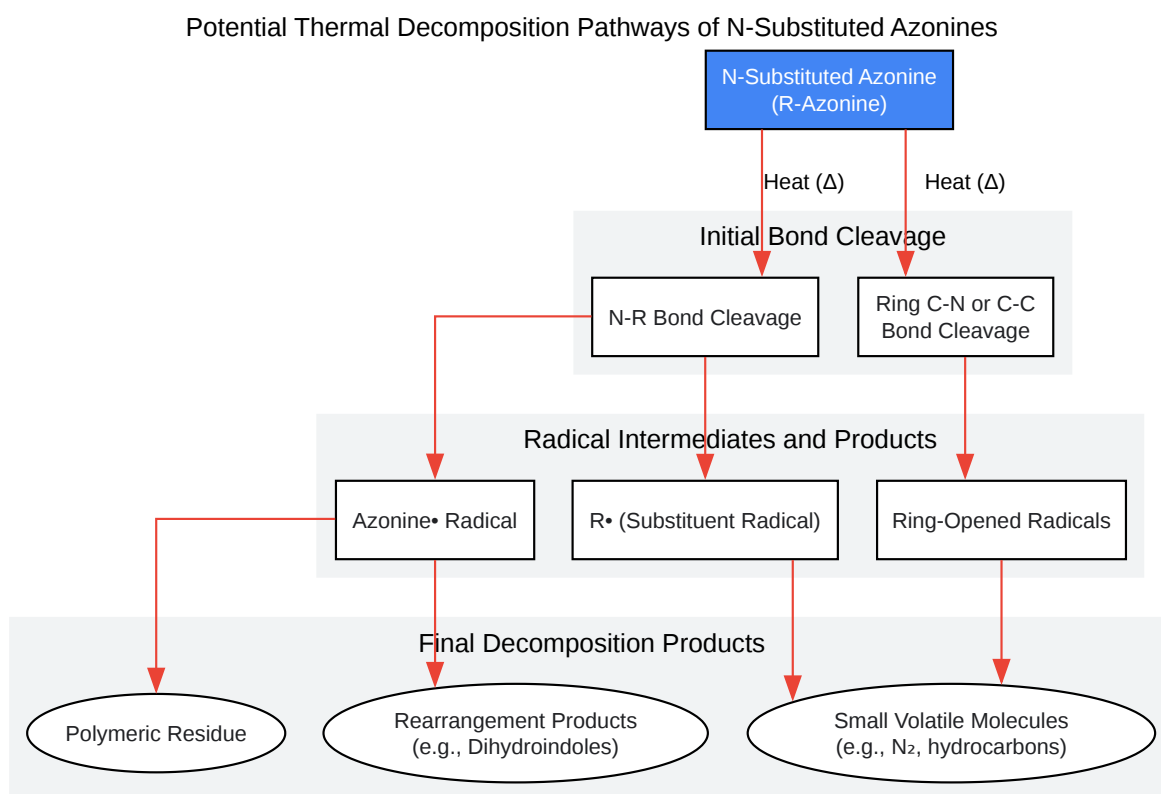 Potential Thermal Decomposition Pathways of N-Substituted Azonines
N-Substituted Azonine
(R-Azonine)
Heat (Δ)
Heat (Δ)
Initial Bond Cleavage
N-R Bond Cleavage
Ring C-N or C-C
Bond Cleavage
Radical Intermediates and Products
Azonine• Radical
R• (Substituent Radical)
Ring-Opened Radicals
Final Decomposition Products
Polymeric Residue
Rearrangement Products
(e.g., Dihydroindoles)
Small Volatile Molecules
(e.g., N₂, hydrocarbons)